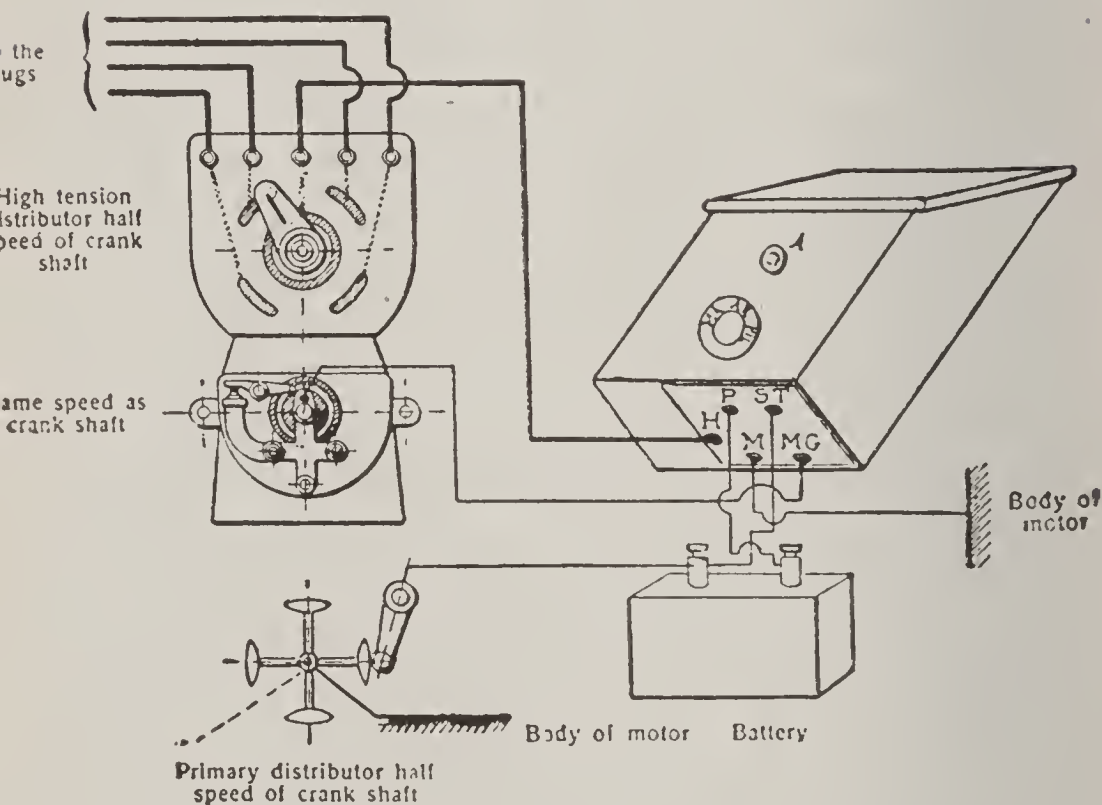 the
ugs
High tension
istributor half
peed of crank
shaft
ame speed as
crank shaft
A
P ST
H
M MG
Body of
motor
Body of motor Battery
Primary distributor half
speed of crank shaft